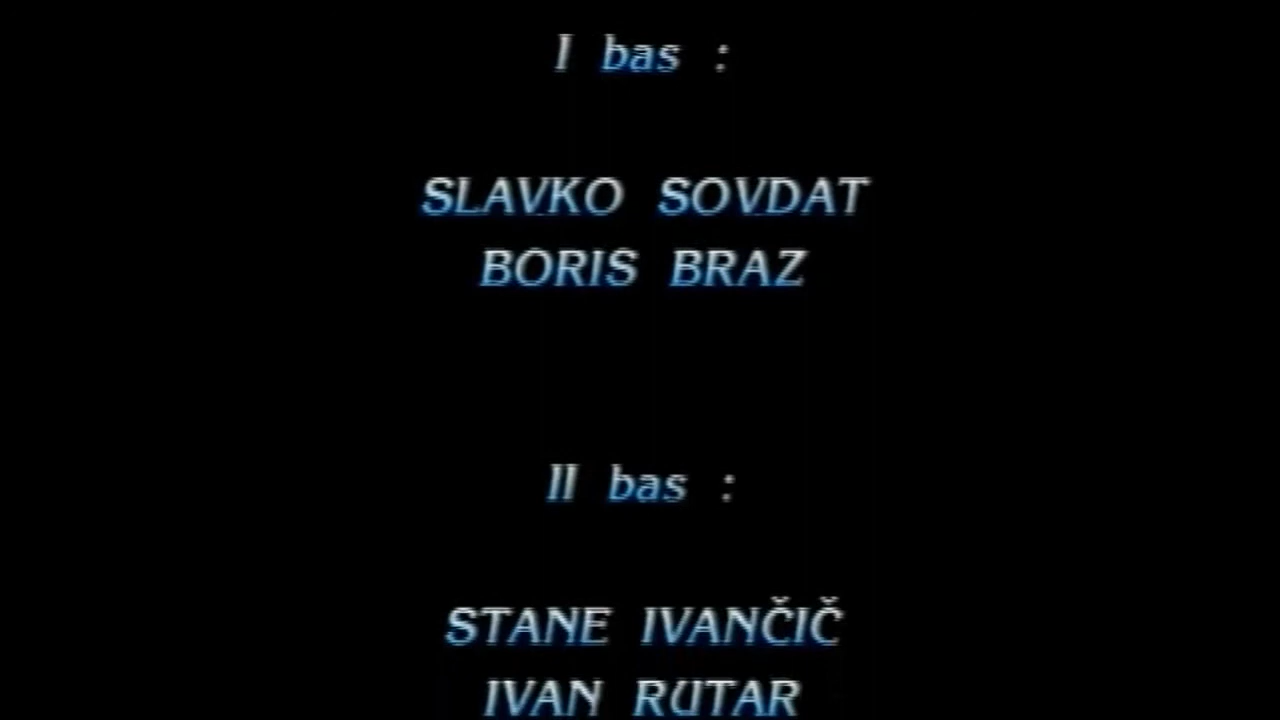 I bas :
SLAVKO SOVDAT
BORIS BRAZ
II bas :
STANE IVANČIČ
IVAN RUTAR